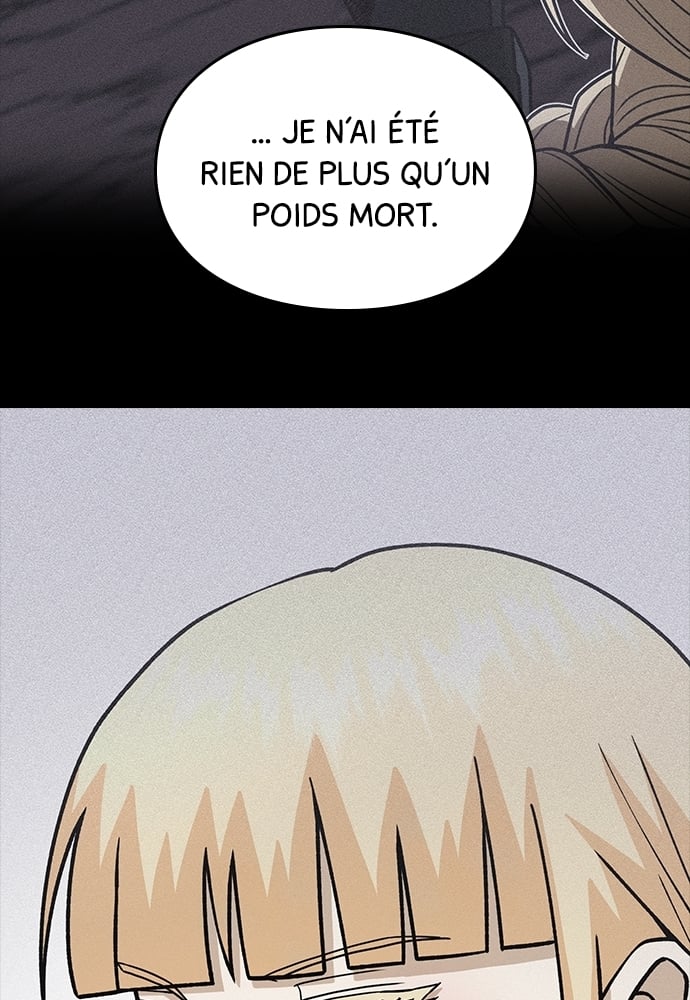 ... JE N'AI ÉTÉ
RIEN DE PLUS QU'UN
POIDS MORT.